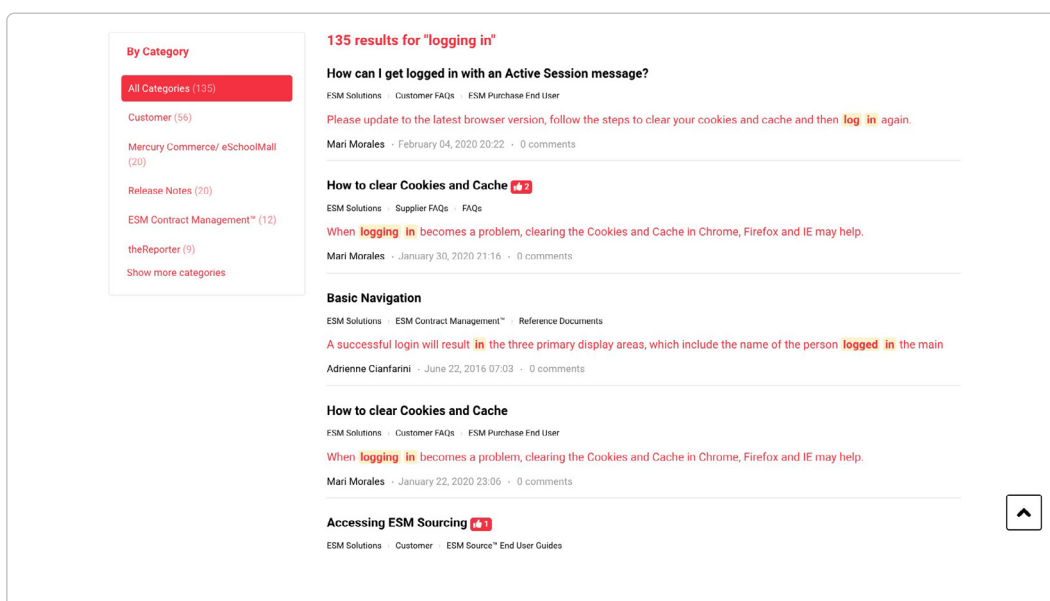 By Category
All Categories (135)
Customer (56)
Mercury Commerce/ eSchoolMall
(20)
Release Notes (20)
ESM Contract Management™ (12)
theReporter (9)
Show more categories
135 results for "logging in"
How can I get logged in with an Active Session message?
ESM Solutions › Customer FAQs › ESM Purchase End User
Please update to the latest browser version, follow the steps to clear your cookies and cache and then log in again.
Mari Morales · February 04, 2020 20:22 · 0 comments
How to clear Cookies and Cache 2
ESM Solutions › Supplier FAQs › FAQs
When logging in becomes a problem, clearing the Cookies and Cache in Chrome, Firefox and IE may help.
Mari Morales · January 30, 2020 21:16 · 0 comments
Basic Navigation
ESM Solutions › ESM Contract Management™ › Reference Documents
A successful login will result in the three primary display areas, which include the name of the person logged in the main
Adrienne Cianfarini · June 22, 2016 07:03 · 0 comments
How to clear Cookies and Cache
ESM Solutions › Customer FAQs › ESM Purchase End User
When logging in becomes a problem, clearing the Cookies and Cache in Chrome, Firefox and IE may help.
Mari Morales · January 22, 2020 23:06 · 0 comments
Accessing ESM Sourcing 1
ESM Solutions › Customer › ESM Source™ End User Guides